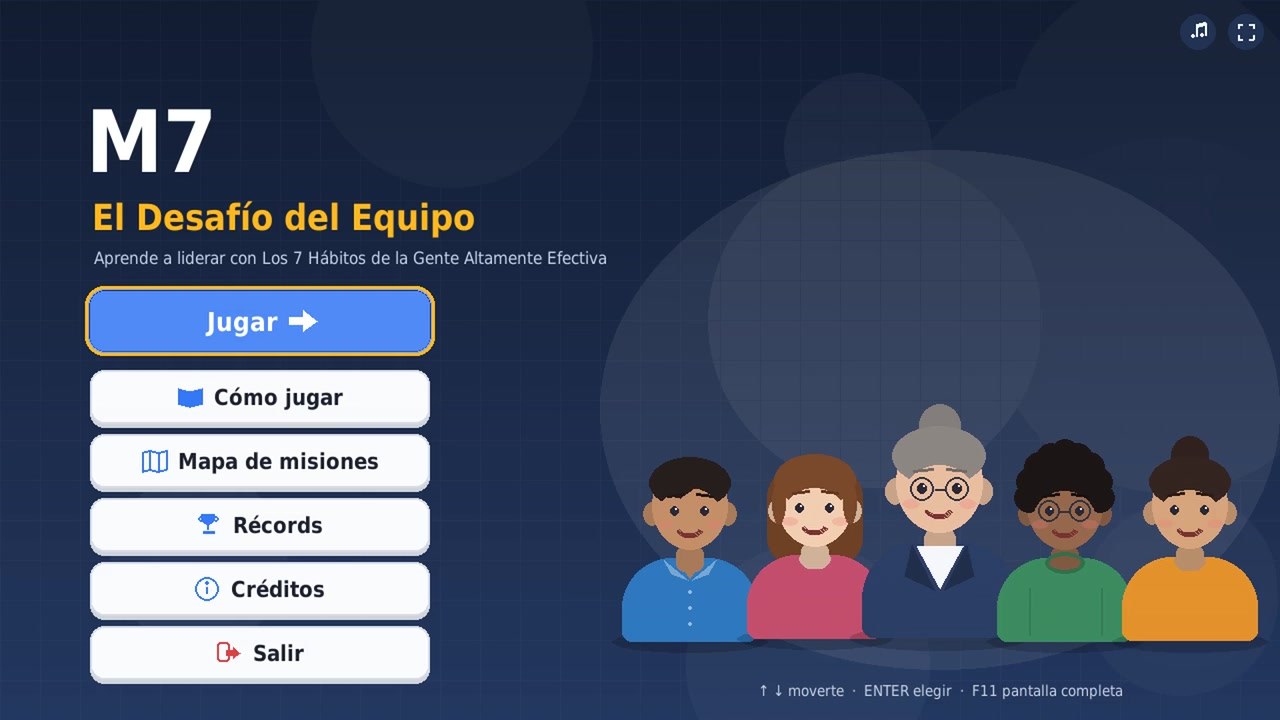 M7
El Desafío del Equipo
Aprende a liderar con Los 7 Hábitos de la Gente Altamente Efectiva
Jugar
Cómo jugar
Mapa de misiones
Récords
Créditos
Salir
↑ ↓ moverte · ENTER elegir · F11 pantalla completa